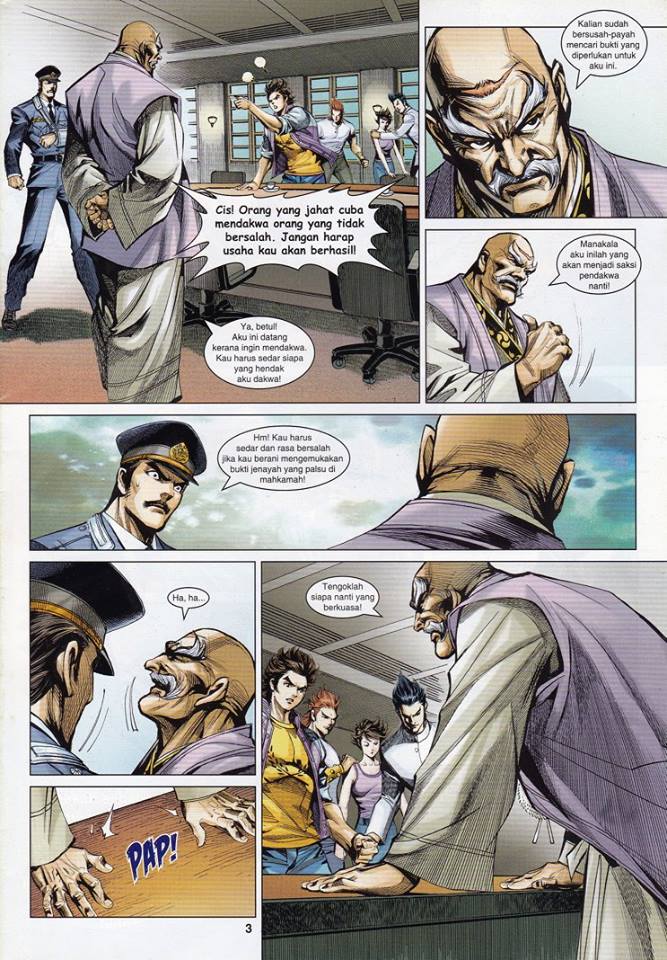 Cis! Orang yang jahat cuba
mendakwa orang yang tidak
bersalah. Jangan harap
usaha kau akan berhasil!
Ya, betul!
Aku ini datang
kerana ingin mendakwa.
Kau harus sedar siapa
yang hendak
aku dakwa!
Kalian sudah
bersusah-payah
mencari bukti yang
diperlukan untuk
aku ini.
Manakala
aku inilah yang
akan menjadi saksi
pendakwa
nanti!
Hm! Kau harus
sedar dan rasa bersalah
jika kau berani mengemukakan
bukti jenayah yang palsu di
mahkamah!
Ha, ha...
PAP!
Tengoklah
siapa nanti yang
berkuasa!
3